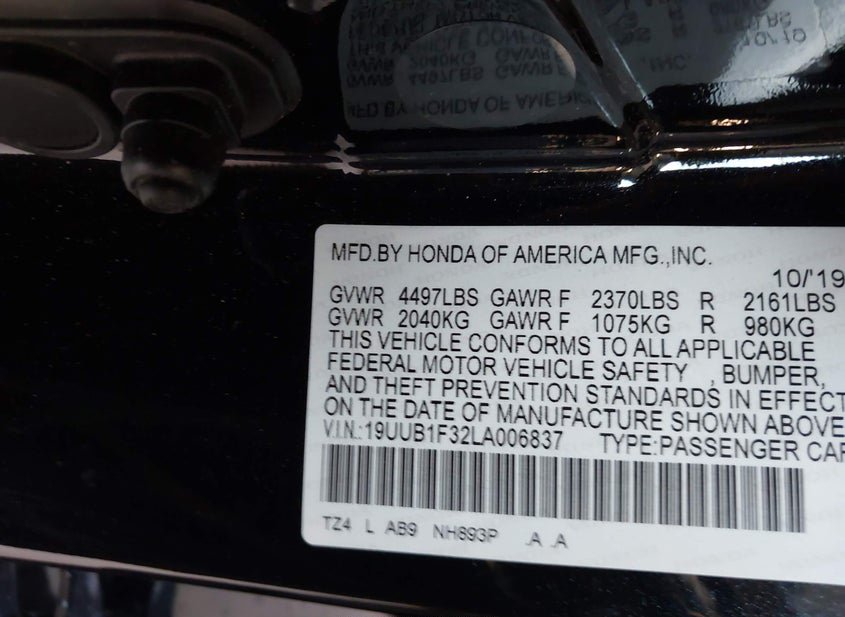 MFD.BY HONDA OF AMERICA MFG.,INC.
10/'19
GVWR 4497LBS GAWR F 2370LBS R 2161LBS
GVWR 2040KG GAWR F 1075KG R 980KG
THIS VEHICLE CONFORMS TO ALL APPLICABLE
FEDERAL MOTOR VEHICLE SAFETY , BUMPER,
AND THEFT PREVENTION STANDARDS IN EFFECT
ON THE DATE OF MANUFACTURE SHOWN ABOVE
V.I.N.:19UUB1F32LA006837 TYPE:PASSENGER CAR
TZ4 L AB9 NH893P .A .A